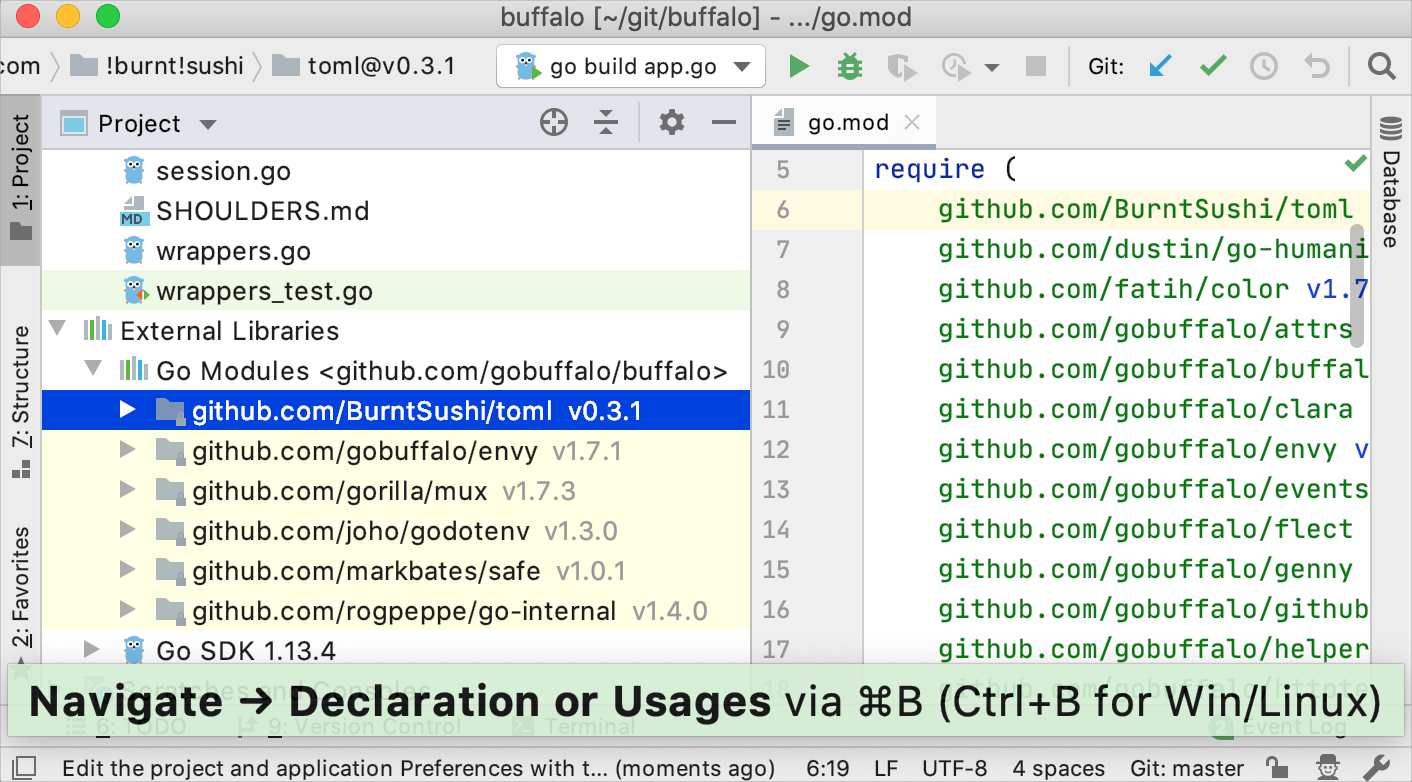 buffalo [~/git/buffalo] - .../go.mod
com !burnt!sushi toml@v0.3.1 go build app.go Git:
1: Project
7: Structure
2: Favorites
Project
session.go
MD SHOULDERS.md
wrappers.go
wrappers_test.go
External Libraries
Go Modules <github.com/gobuffalo/buffalo>
github.com/BurntSushi/toml v0.3.1
github.com/gobuffalo/envy v1.7.1
github.com/gorilla/mux v1.7.3
github.com/joho/godotenv v1.3.0
github.com/markbates/safe v1.0.1
github.com/rogpeppe/go-internal v1.4.0
Go SDK 1.13.4
Scratches and Consoles
go.mod
5 require (
6 github.com/BurntSushi/toml
7 github.com/dustin/go-humani
8 github.com/fatih/color v1.7
9 github.com/gobuffalo/attrs
10 github.com/gobuffalo/buffal
11 github.com/gobuffalo/clara
12 github.com/gobuffalo/envy v
13 github.com/gobuffalo/events
14 github.com/gobuffalo/flect
15 github.com/gobuffalo/genny
16 github.com/gobuffalo/github
17 github.com/gobuffalo/helper
18 github.com/gobuffalo/httpte
Database
Navigate → Declaration or Usages via ⌘B (Ctrl+B for Win/Linux)
6: TODO 9: Version Control Terminal 2 Event Log
Edit the project and application Preferences with t... (moments ago) 6:19 LF UTF-8 4 spaces Git: master